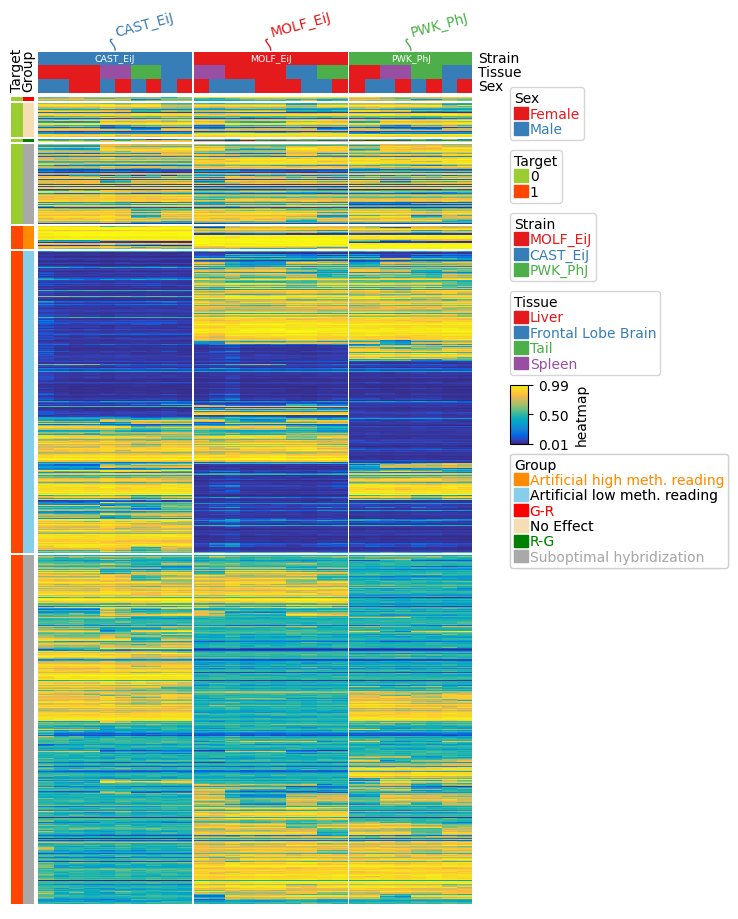 CAST_EiJ
MOLF_EiJ
PWK_PhJ
CAST_EiJ
MOLF_EiJ
PWK_PhJ
Strain
Tissue
Sex
Target
Group
Sex
Female
Male
Target
0
1
Strain
MOLF_EiJ
CAST_EiJ
PWK_PhJ
Tissue
Liver
Frontal Lobe Brain
Tail
Spleen
0.99
0.50
0.01
heatmap
Group
Artificial high meth. reading
Artificial low meth. reading
G-R
No Effect
R-G
Suboptimal hybridization